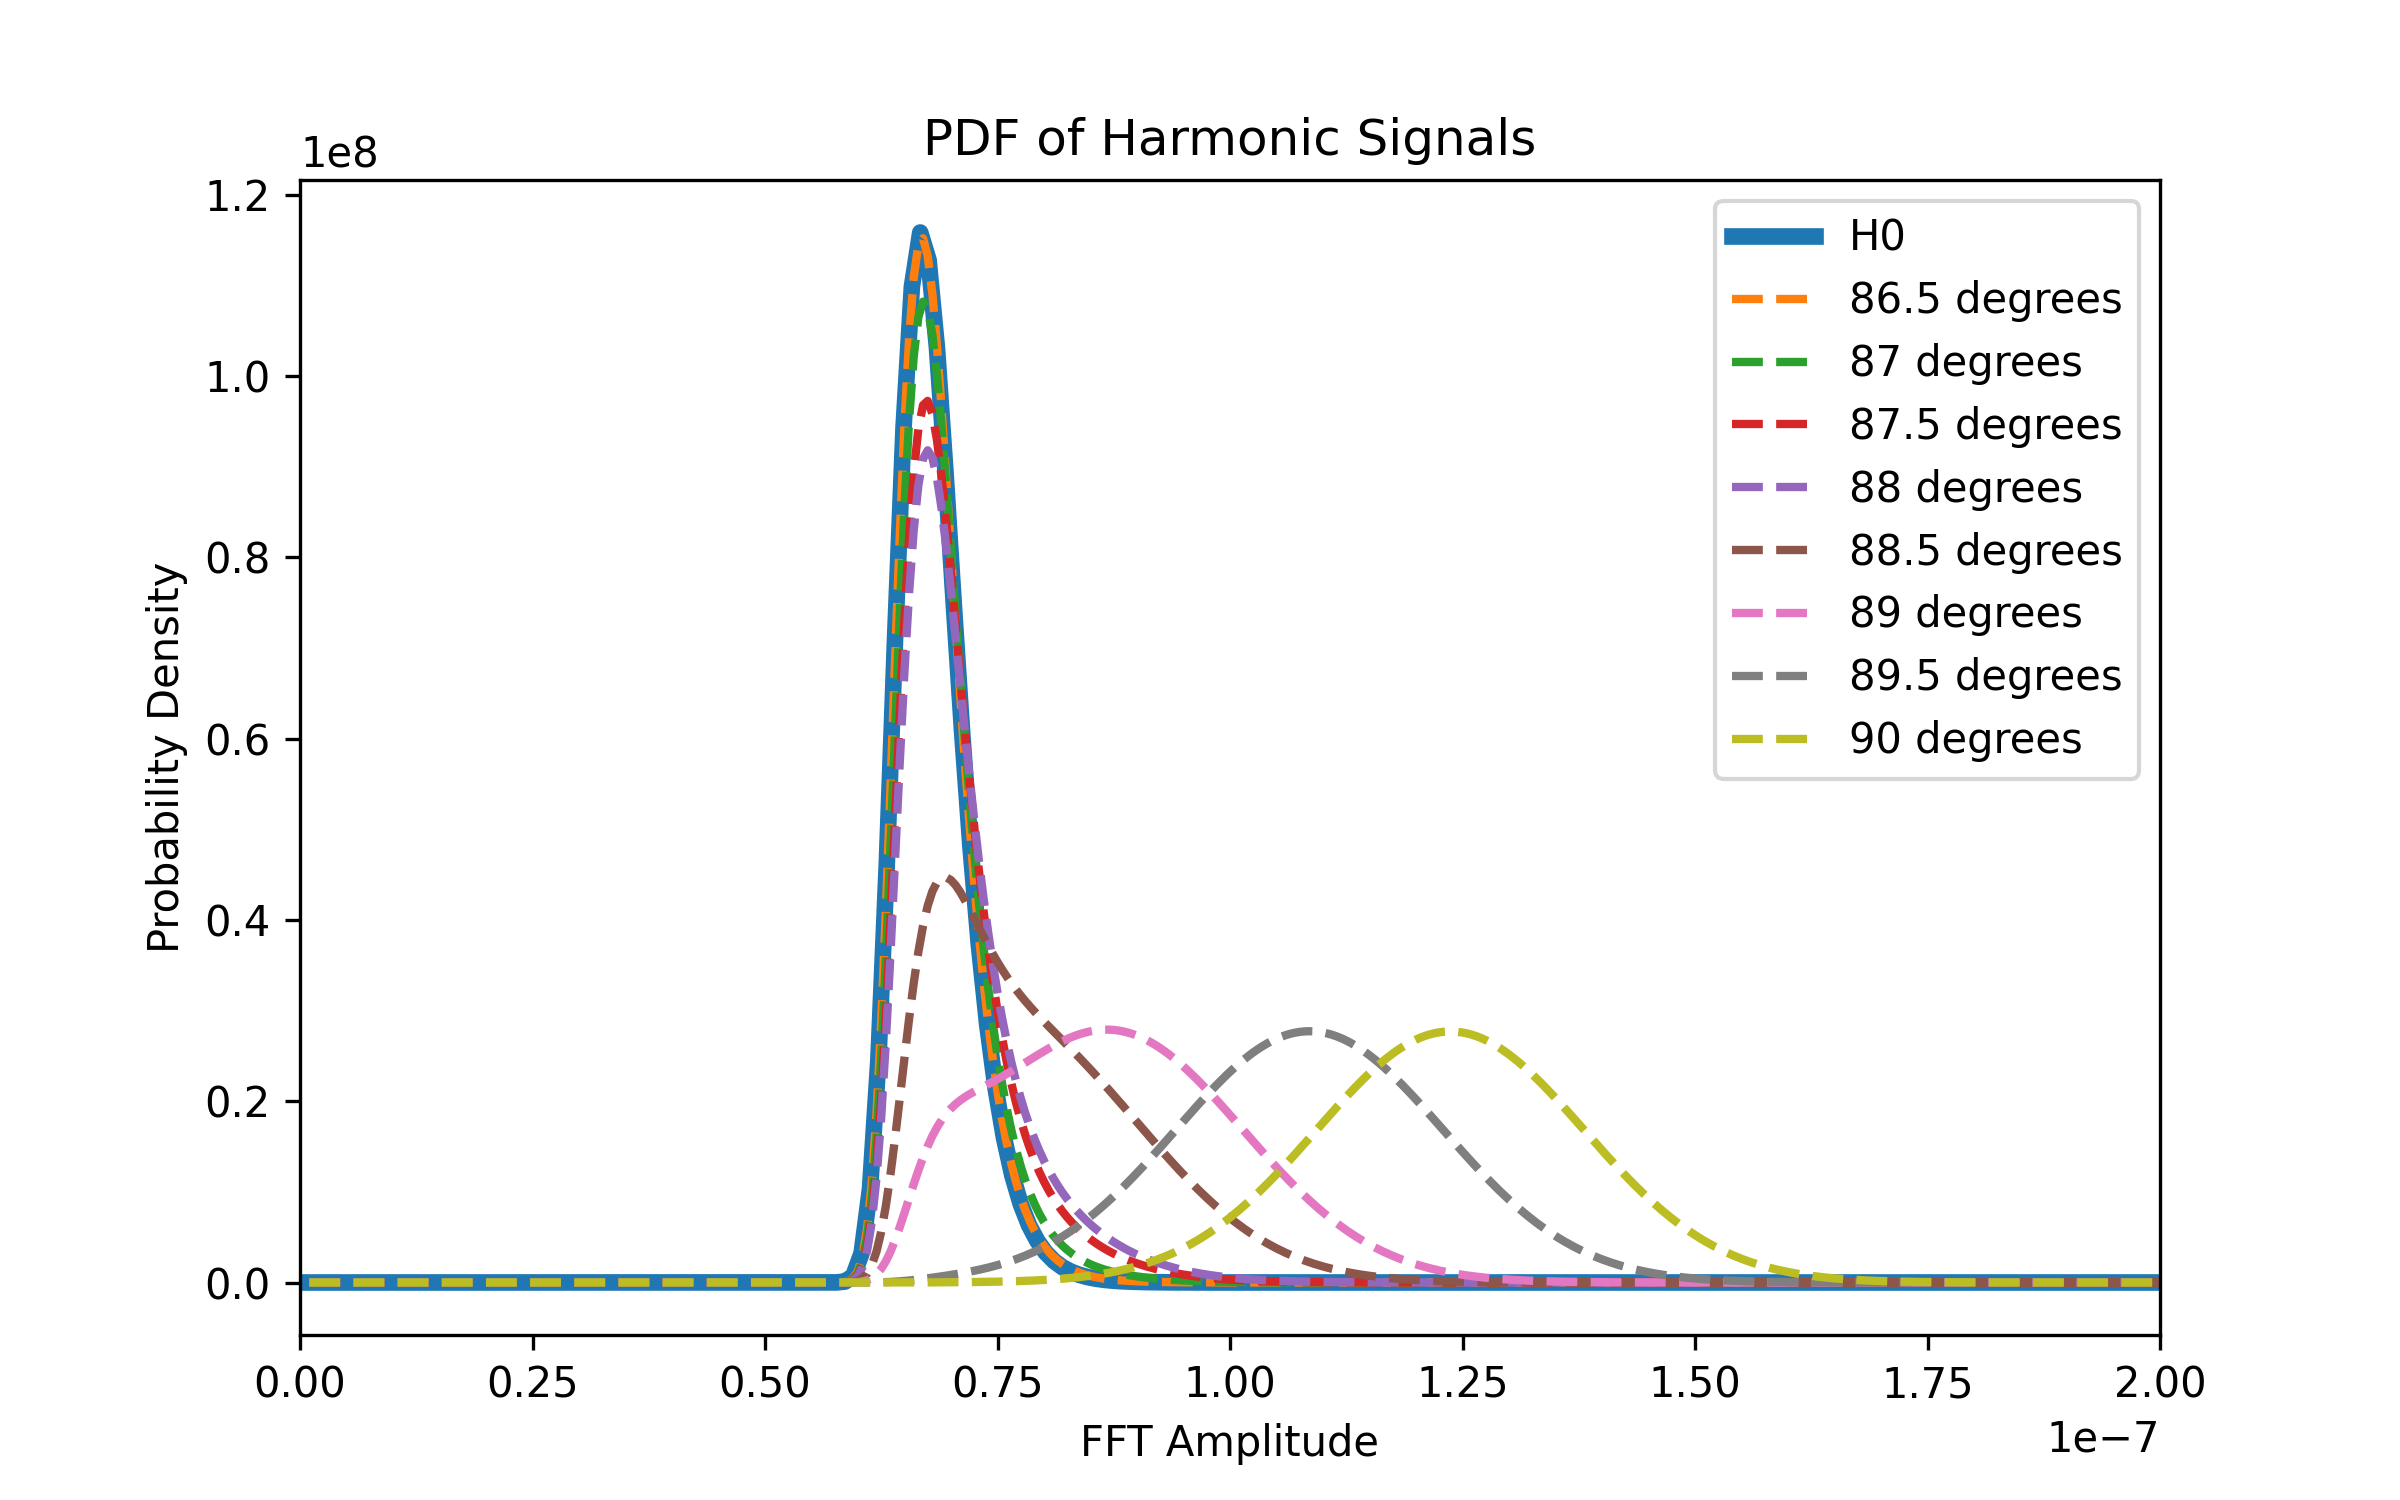 PDF of Harmonic Signals
1e8
1.2
1.0
0.8
0.6
0.4
0.2
0.0
Probability Density
H0
86.5 degrees
87 degrees
87.5 degrees
88 degrees
88.5 degrees
89 degrees
89.5 degrees
90 degrees
0.00 0.25 0.50 0.75 1.00 1.25 1.50 1.75 2.00
FFT Amplitude
1e−7